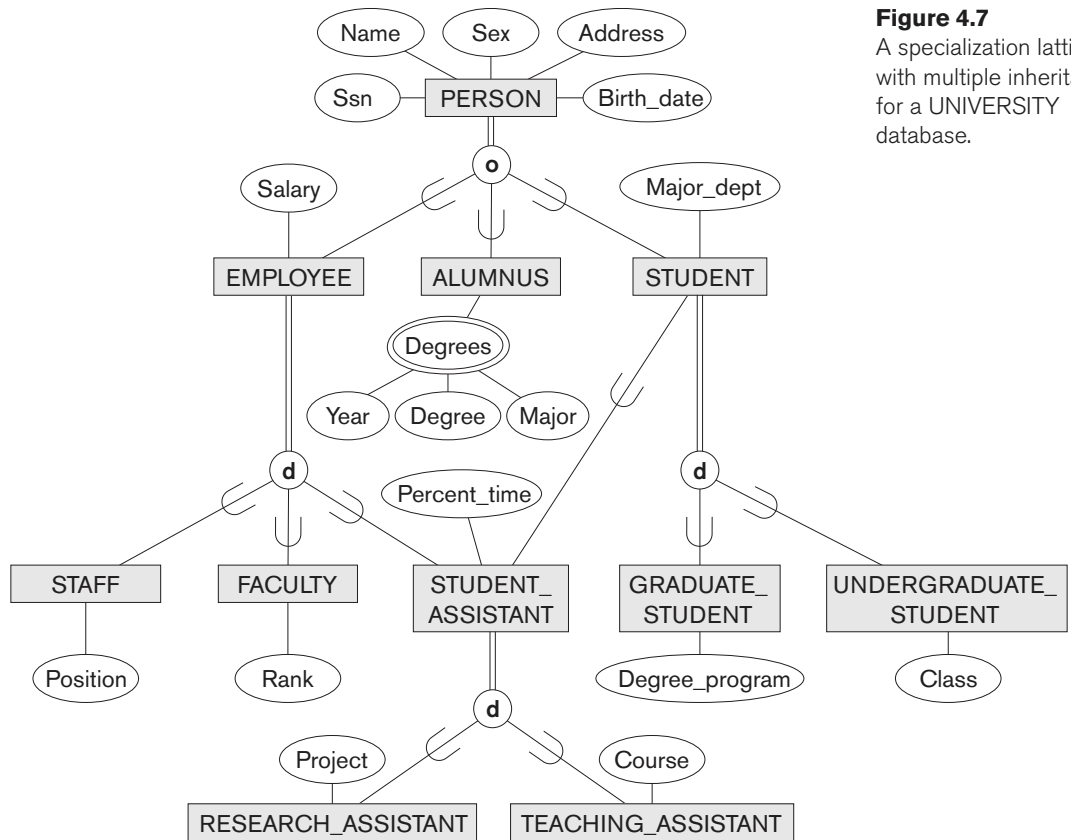 Figure 4.7
A specialization
with multiple
for a UNIVERSITY
database.
Name
Sex
Address
Ssn
PERSON
Birth_date
o
Salary
Major_dept
EMPLOYEE
ALUMNUS
STUDENT
Degrees
Year
Degree
Major
d
d
Percent_time
STAFF
FACULTY
STUDENT_
ASSISTANT
GRADUATE_
STUDENT
UNDERGRADUATE_
STUDENT
Position
Rank
Degree_program
Class
d
Project
Course
RESEARCH_ASSISTANT
TEACHING_ASSISTANT